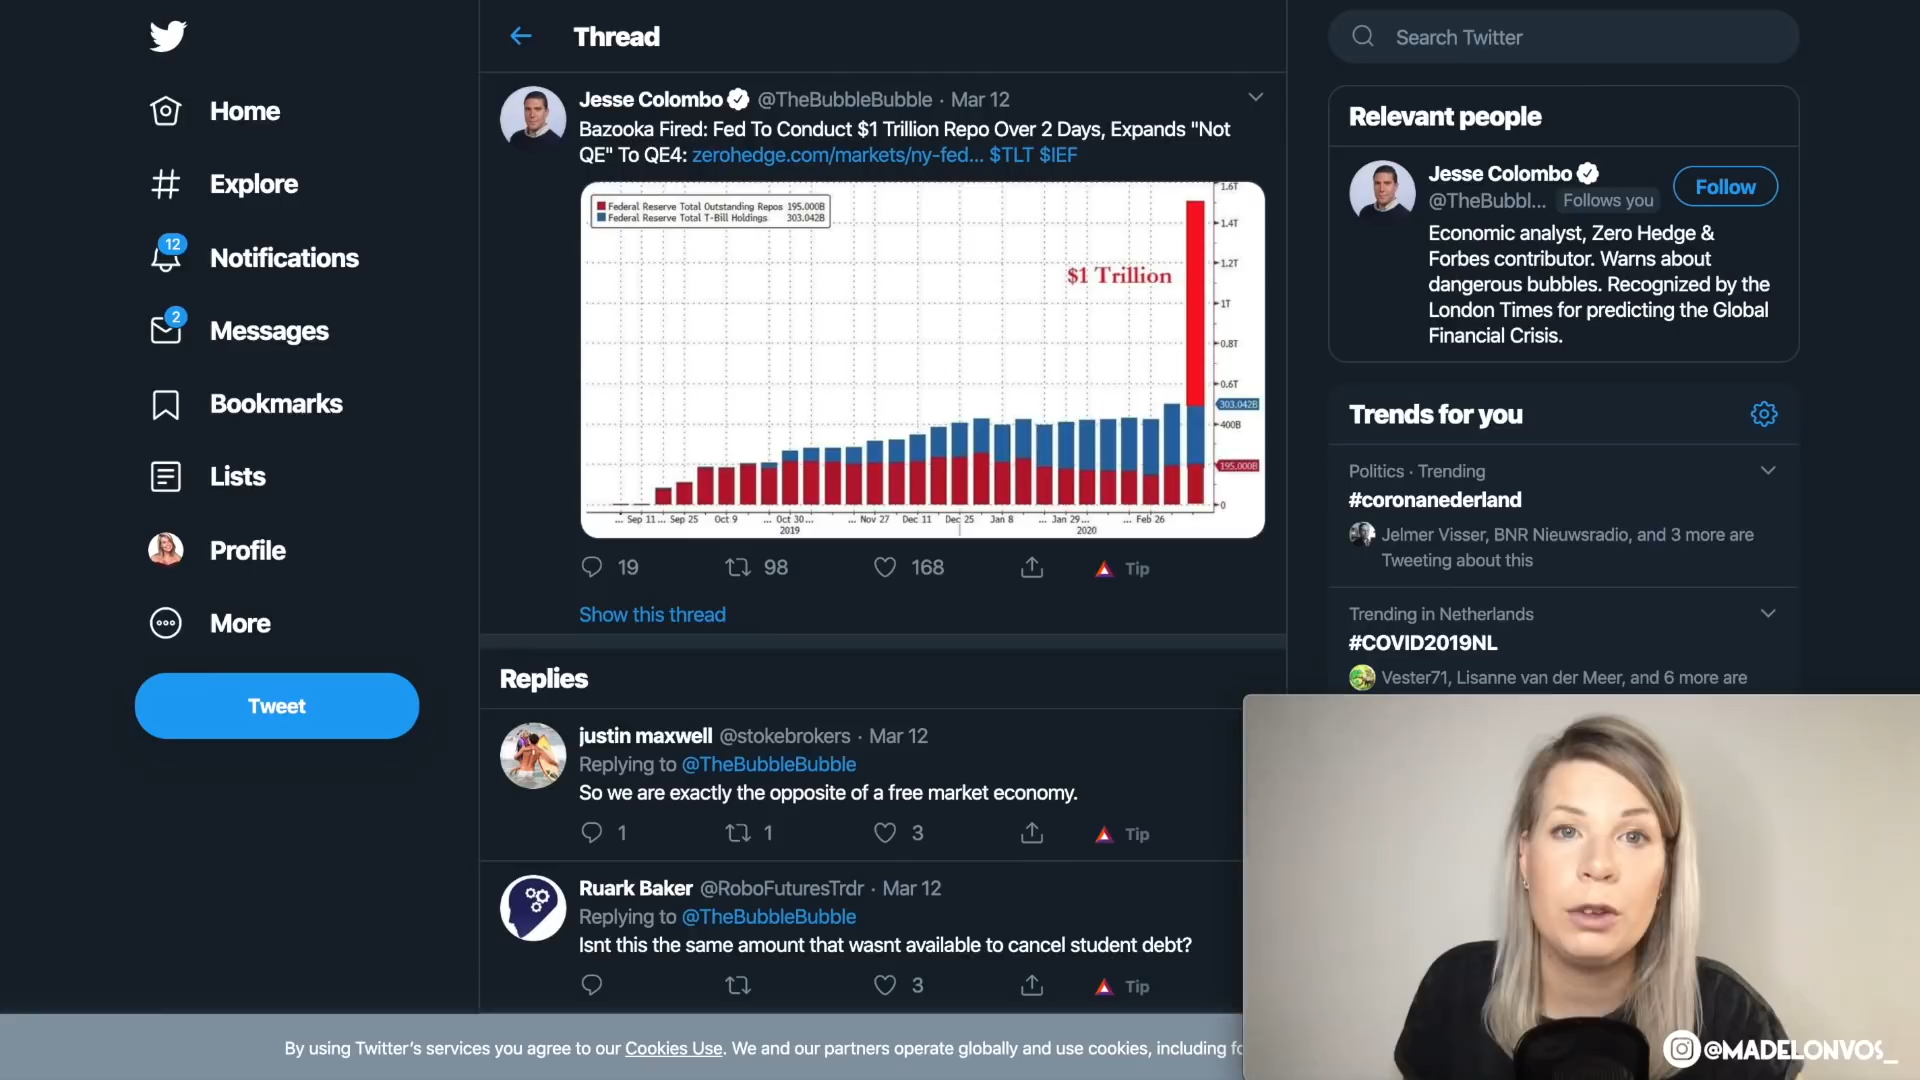 Home
Explore
12
Notifications
2
Messages
Bookmarks
Lists
Profile
More
Tweet
Thread
Jesse Colombo @TheBubbleBubble · Mar 12
Bazooka Fired: Fed To Conduct $1 Trillion Repo Over 2 Days, Expands "Not
QE" To QE4: zerohedge.com/markets/ny-fed... $TLT $IEF
Federal Reserve Total Outstanding Repos 195.000B
Federal Reserve Total T-Bill Holdings 303.042B
$1 Trillion
1.6T
1.4T
1.2T
1T
0.8T
0.6T
303.042B
400B
195.000B
0
... Sep 11 ... Sep 25 Oct 9 ... Oct 30 ... ... Nov 27 Dec 11 Dec 25 Jan 8 ... Jan 29 ... ... Feb 26
2019 2020
19 98 168 Tip
Show this thread
Replies
justin maxwell @stokebrokers · Mar 12
Replying to @TheBubbleBubble
So we are exactly the opposite of a free market economy.
1 1 3 Tip
Ruark Baker @RoboFuturesTrdr · Mar 12
Replying to @TheBubbleBubble
Isnt this the same amount that wasnt available to cancel student debt?
3 Tip
Search Twitter
Relevant people
Jesse Colombo
@TheBubbl... Follows you
Follow
Economic analyst, Zero Hedge &
Forbes contributor. Warns about
dangerous bubbles. Recognized by the
London Times for predicting the Global
Financial Crisis.
Trends for you
Politics · Trending
#coronanederland
Jelmer Visser, BNR Nieuwsradio, and 3 more are
Tweeting about this
Trending in Netherlands
#COVID2019NL
Vester71, Lisanne van der Meer, and 6 more are
By using Twitter's services you agree to our Cookies Use. We and our partners operate globally and use cookies, including
@MADELONVOS_